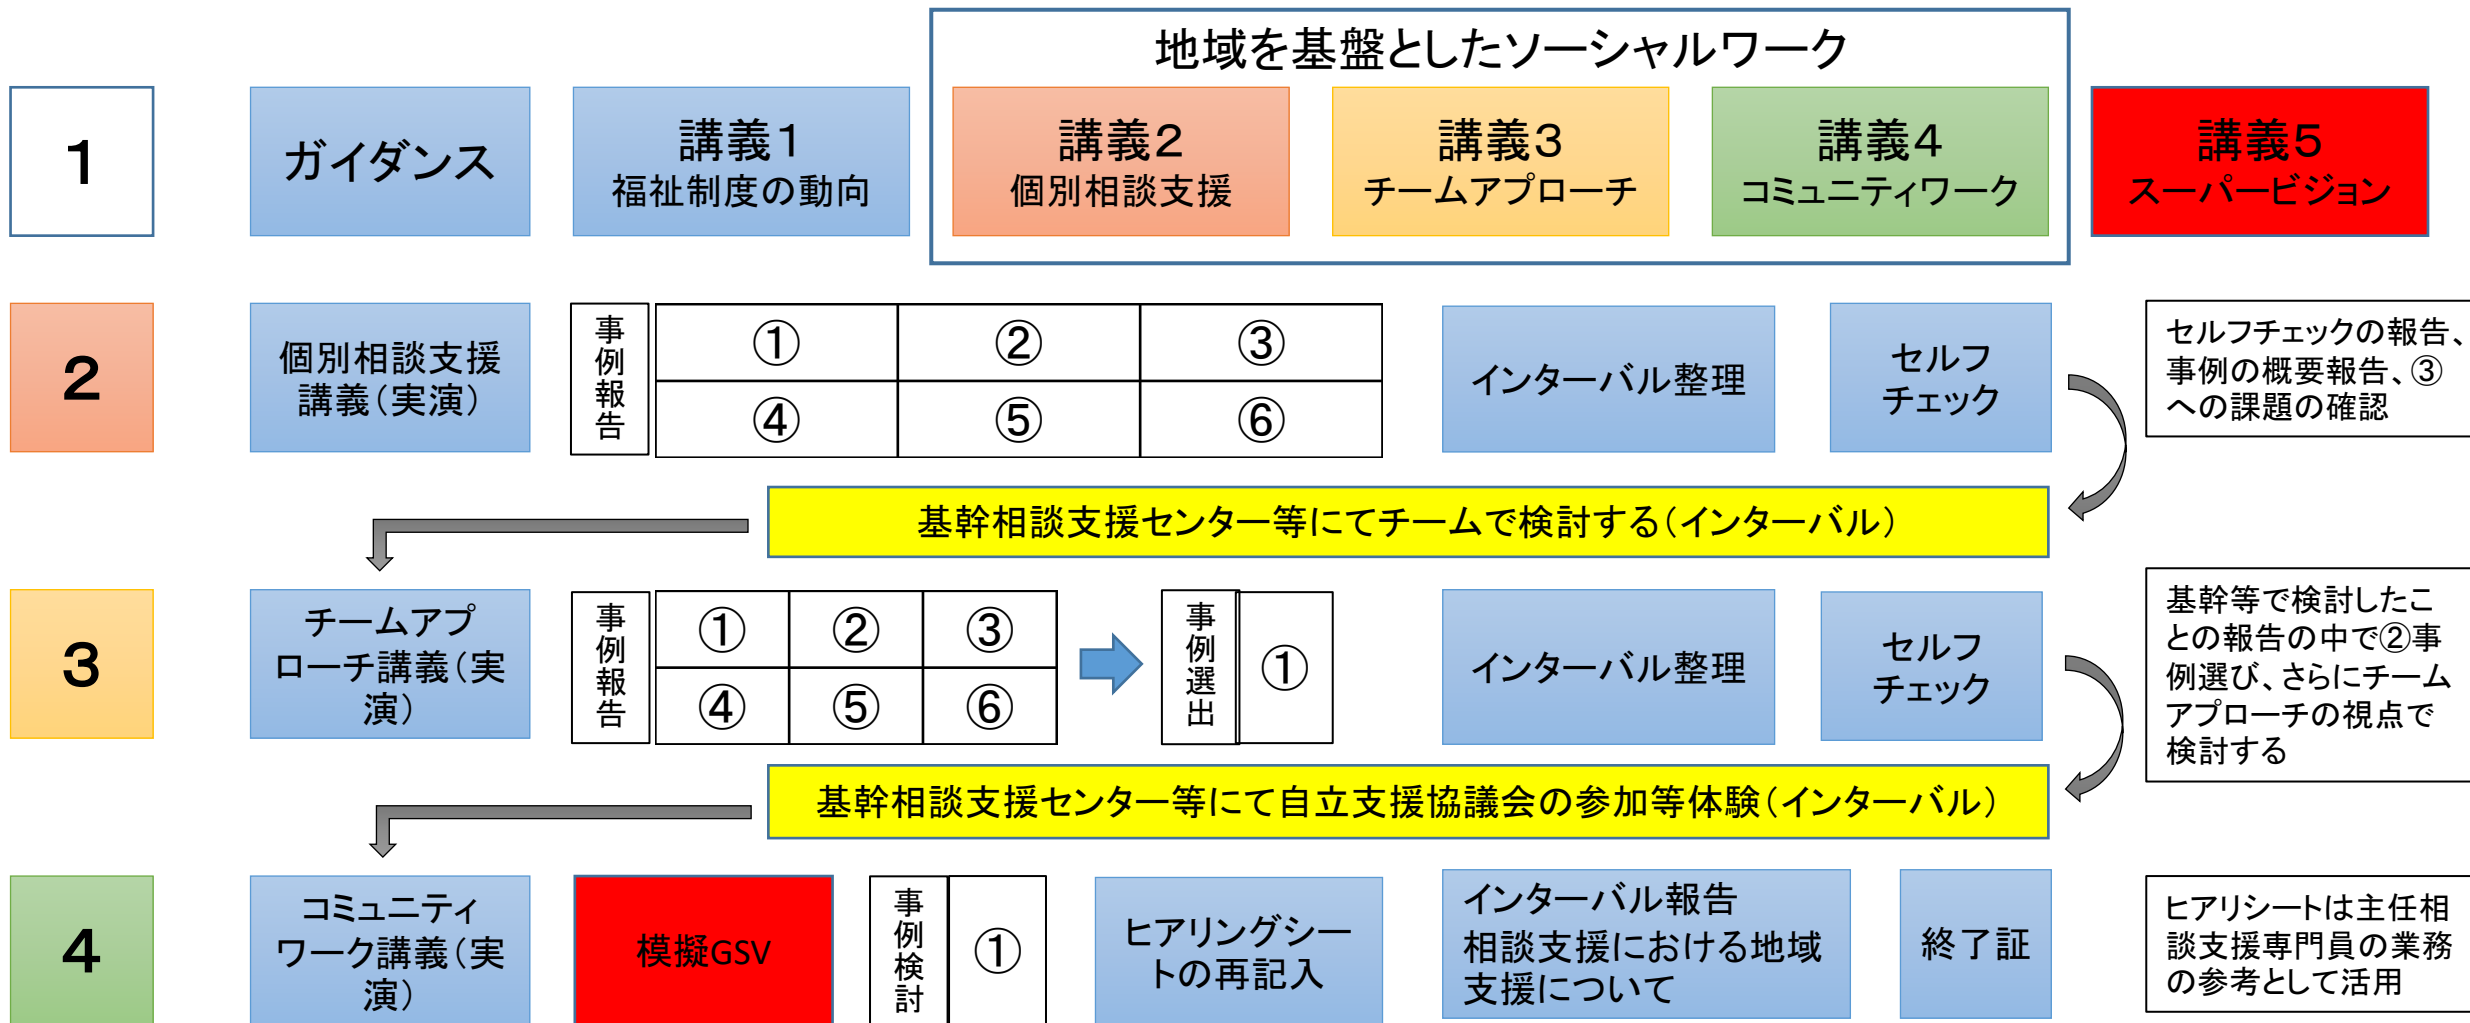 地域を基盤としたソーシャルワーク
1
ガイダンス
講義1
福祉制度の動向
講義2
個別相談支援
講義3
チームアプローチ
講義4
コミュニティワーク
講義5
スーパービジョン
2
個別相談支援
講義（実演）
事例報告
①
②
③
④
⑤
⑥
インターバル整理
セルフ
チェック
セルフチェックの報告、
事例の概要報告、③
への課題の確認
基幹相談支援センター等にてチームで検討する（インターバル）
3
チームアプ
ローチ講義（実
演）
事例報告
①
②
③
④
⑤
⑥
事例選出
①
インターバル整理
セルフ
チェック
基幹等で検討したこ
との報告の中で②事
例選び、さらにチーム
アプローチの視点で
検討する
基幹相談支援センター等にて自立支援協議会の参加等体験（インターバル）
4
コミュニティ
ワーク講義（実
演）
模擬GSV
事例検討
①
ヒアリングシー
トの再記入
インターバル報告
相談支援における地域
支援について
終了証
ヒアリシートは主任相
談支援専門員の業務
の参考として活用